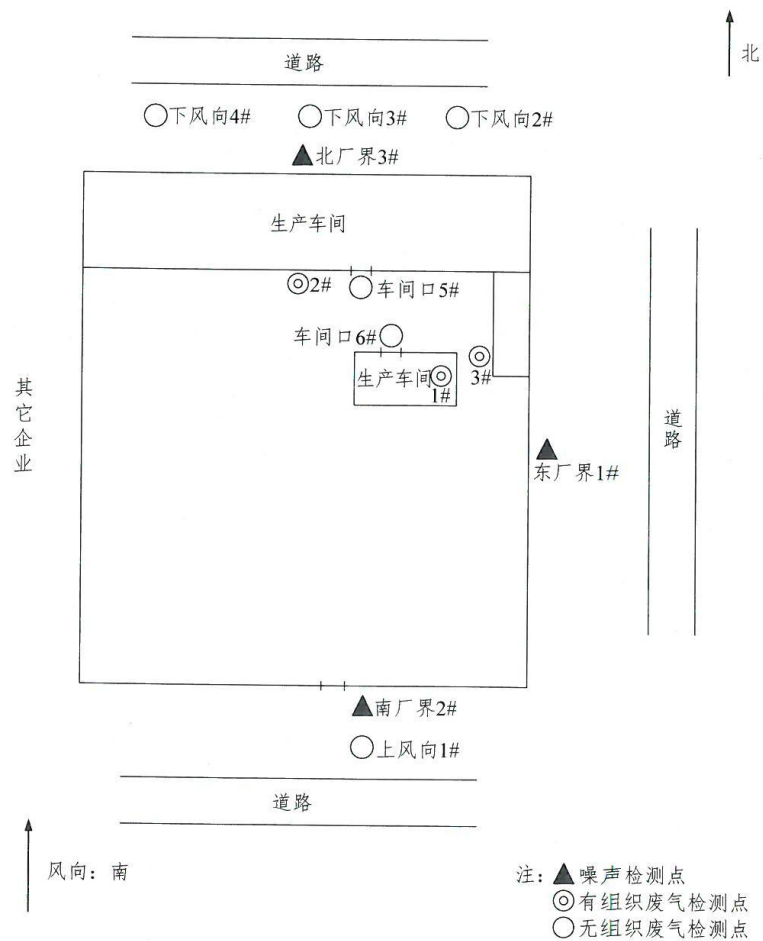 北
道路
下风向4# 下风向3# 下风向2#
北厂界3#
生产车间
2# 车间口5#
车间口6#
生产车间 3#
1#
其它企业
道路
东厂界1#
南厂界2#
上风向1#
道路
风向：南
注：噪声检测点
有组织废气检测点
无组织废气检测点